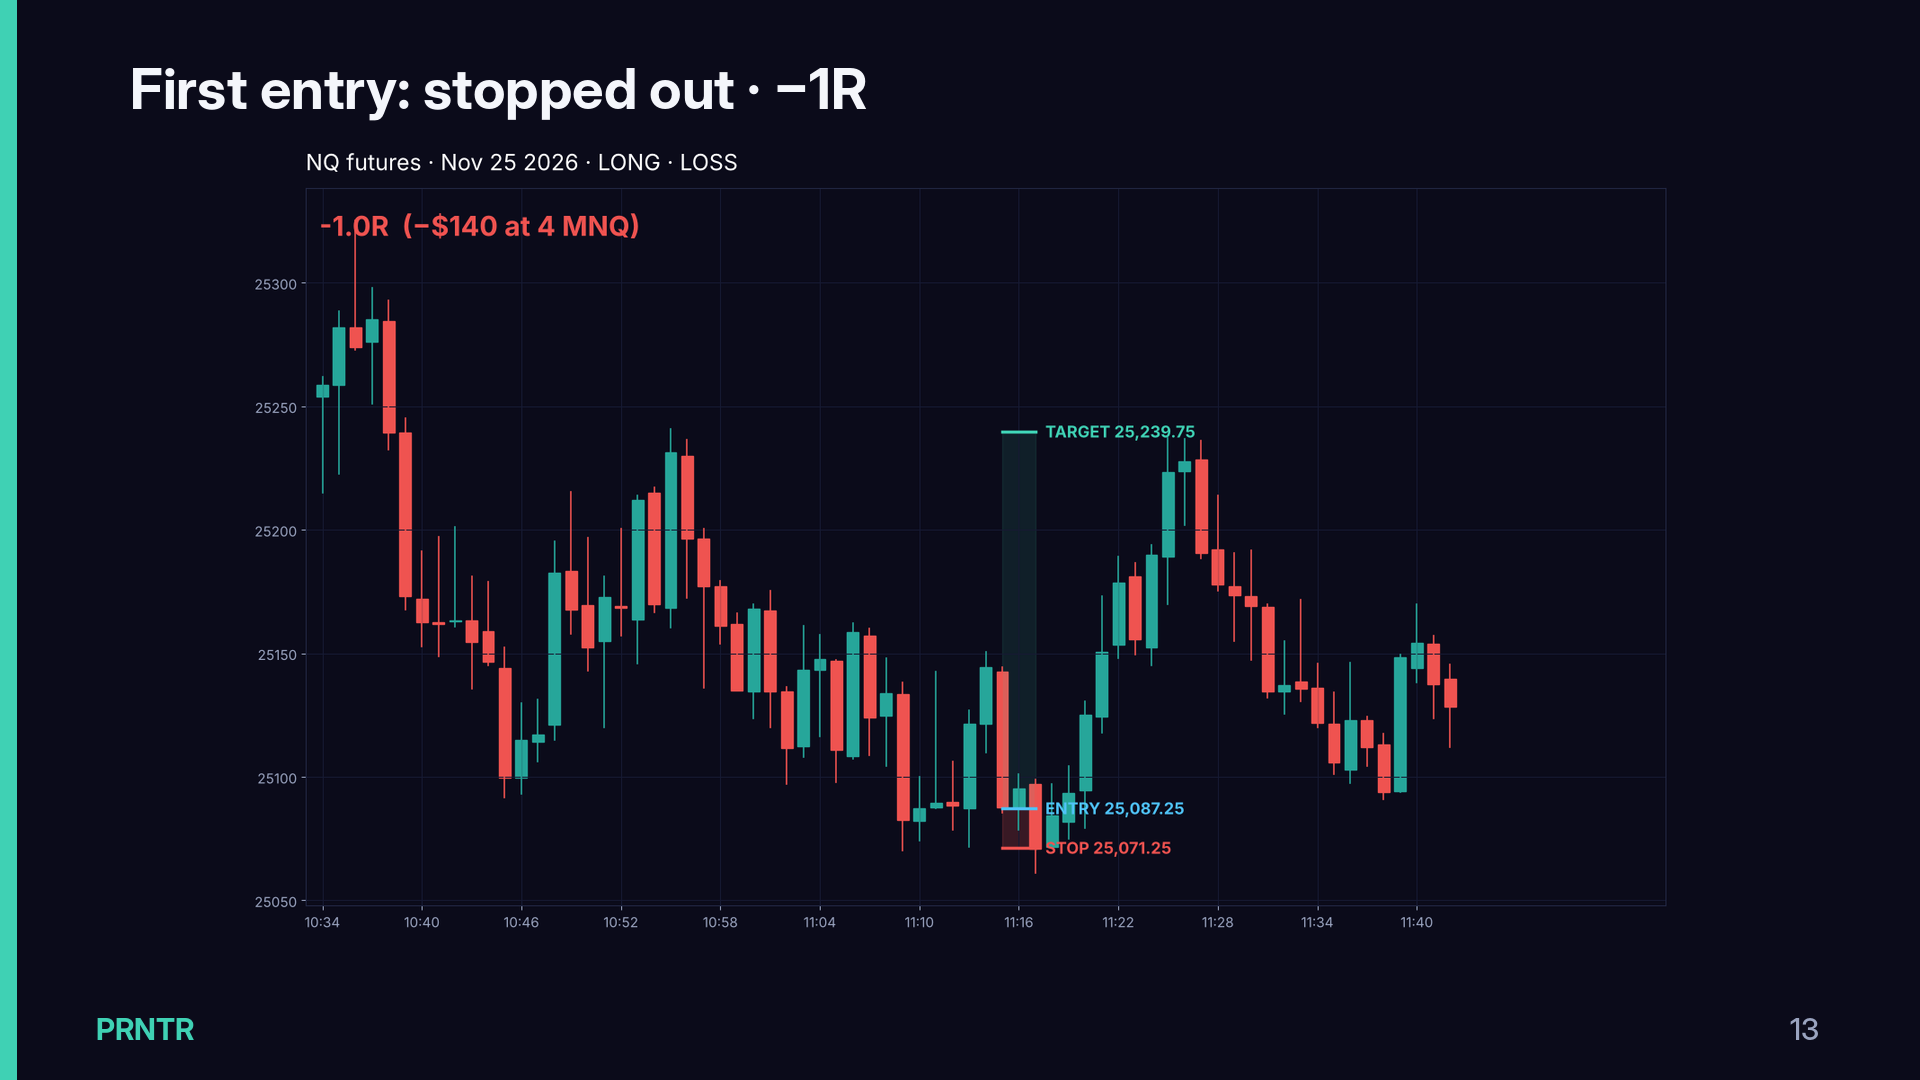 First entry: stopped out · −1R
NQ futures · Nov 25 2026 · LONG · LOSS
-1.0R (−$140 at 4 MNQ)
25300
25250
TARGET 25,239.75
25200
25150
25100
ENTRY 25,087.25
STOP 25,071.25
25050
10:34 10:40 10:46 10:52 10:58 11:04 11:10 11:16 11:22 11:28 11:34 11:40
PRNTR
13